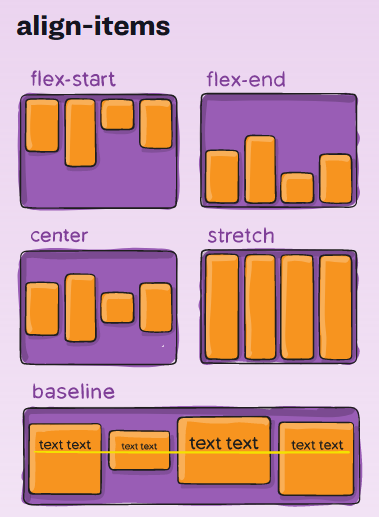 align-items
flex-start
flex-end
center
stretch
baseline
text text
text text
text text
text text